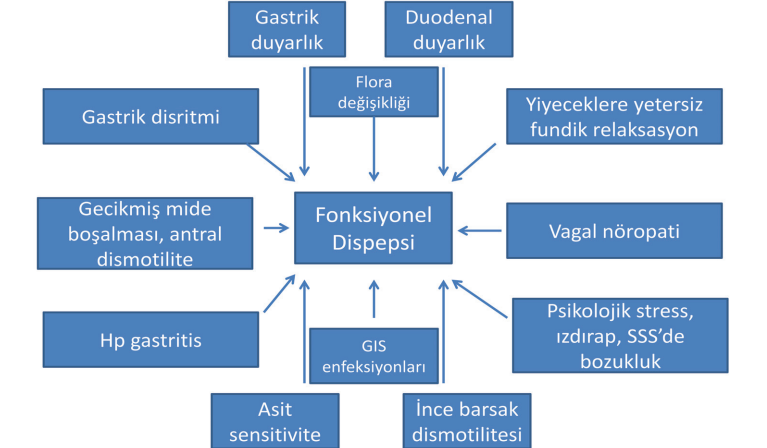 Gastrik
duyarlık
Duodenal
duyarlık
Flora
değişikliği
Gastrik disritmi
Yiyeceklere yetersiz
fundik relaksasyon
Gecikmiş mide
boşalması, antral
dismotilite
Fonksiyonel
Dispepsi
Vagal nöropati
Hp gastritis
GIS
enfeksiyonları
Psikolojik stress,
ızdırap, SSS’de
bozukluk
Asit
sensitivite
İnce barsak
dismotilitesi